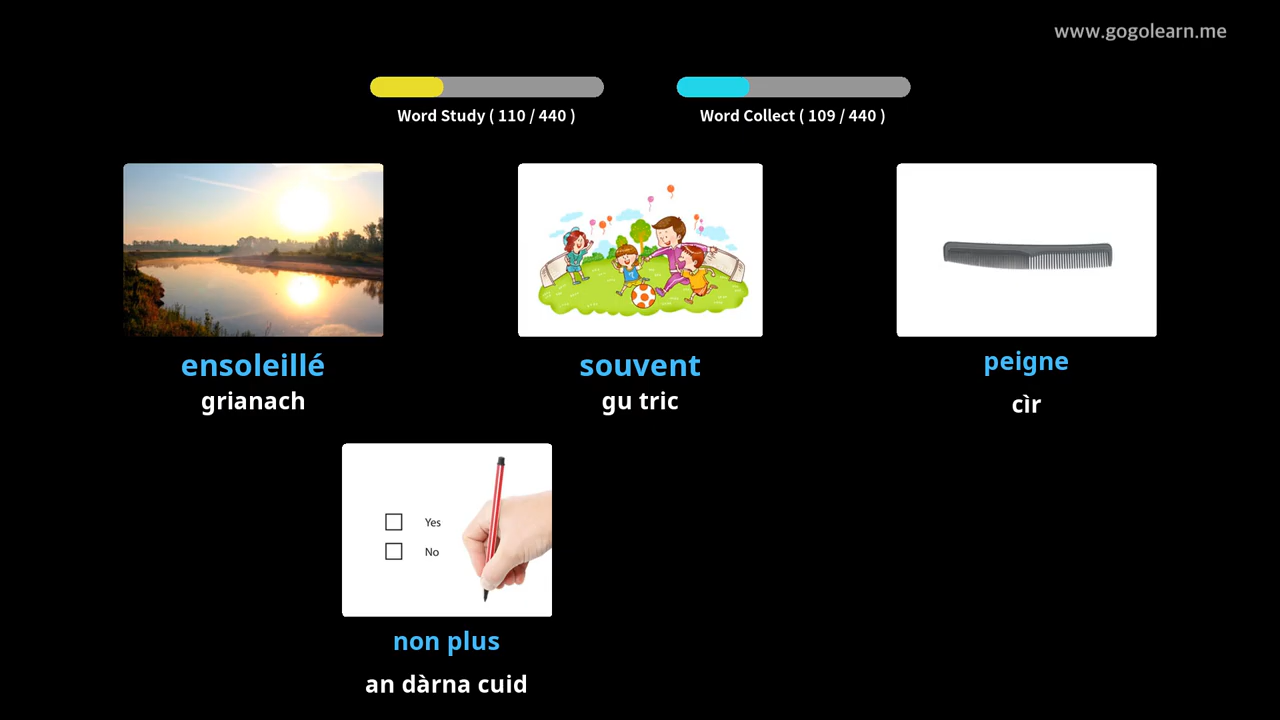 www.gogolearn.me
Word Study ( 110 / 440 )
Word Collect ( 109 / 440 )
ensoleillé
grianach
souvent
gu tric
peigne
cìr
Yes
No
non plus
an dàrna cuid